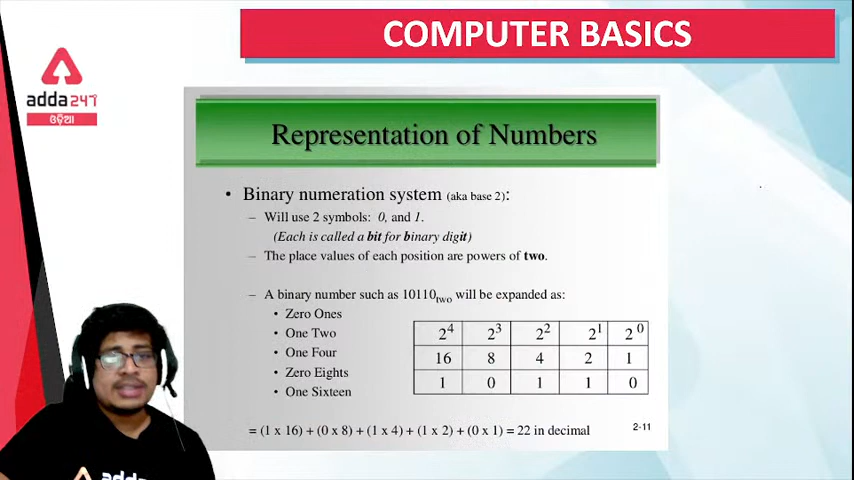 COMPUTER BASICS
adda247
ଓଡ଼ିଆ
Representation of Numbers
• Binary numeration system (aka base 2):
– Will use 2 symbols: 0, and 1.
(Each is called a bit for binary digit)
– The place values of each position are powers of two.
– A binary number such as 10110two will be expanded as:
• Zero Ones
• One Two
• One Four
• Zero Eights
• One Sixteen
2⁴ 2³ 2² 2¹ 2⁰
16 8 4 2 1
1 0 1 1 0
= (1 x 16) + (0 x 8) + (1 x 4) + (1 x 2) + (0 x 1) = 22 in decimal
2-11
adda